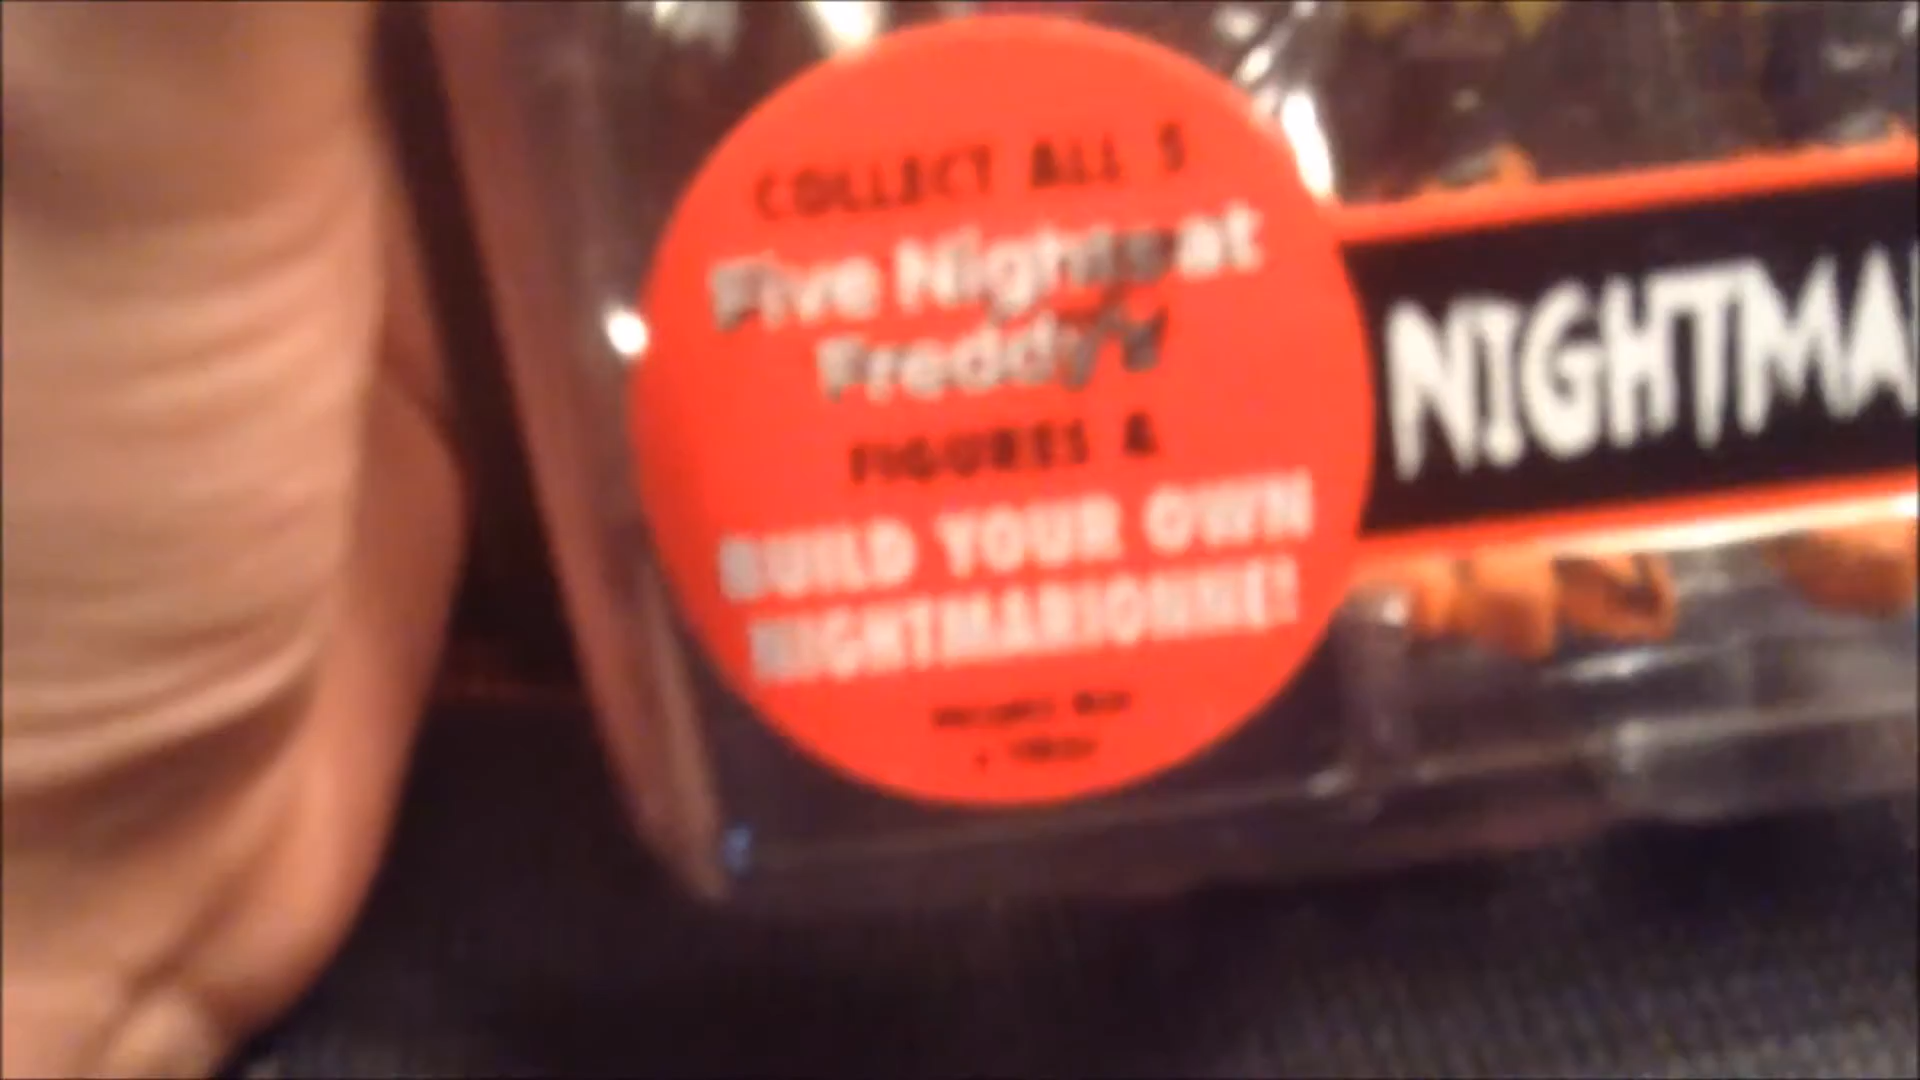 COLLECT ALL 5
Five Nights at
Freddy's
FIGURES &
BUILD YOUR OWN
NIGHTMARIONNE!
NIGHTMA